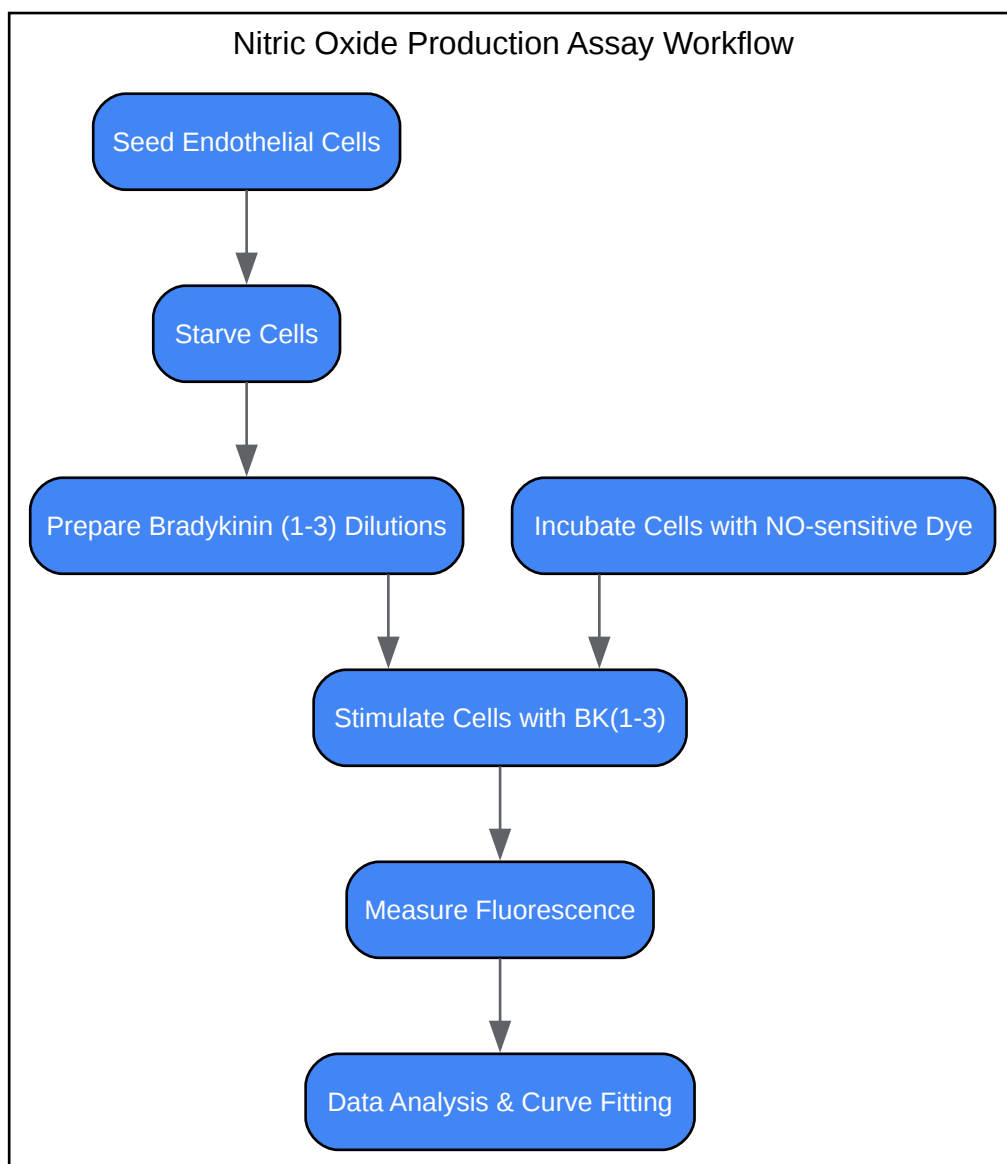 Nitric Oxide Production Assay Workflow
Seed Endothelial Cells
Starve Cells
Prepare Bradykinin (1-3) Dilutions
Incubate Cells with NO-sensitive Dye
Stimulate Cells with BK(1-3)
Measure Fluorescence
Data Analysis & Curve Fitting